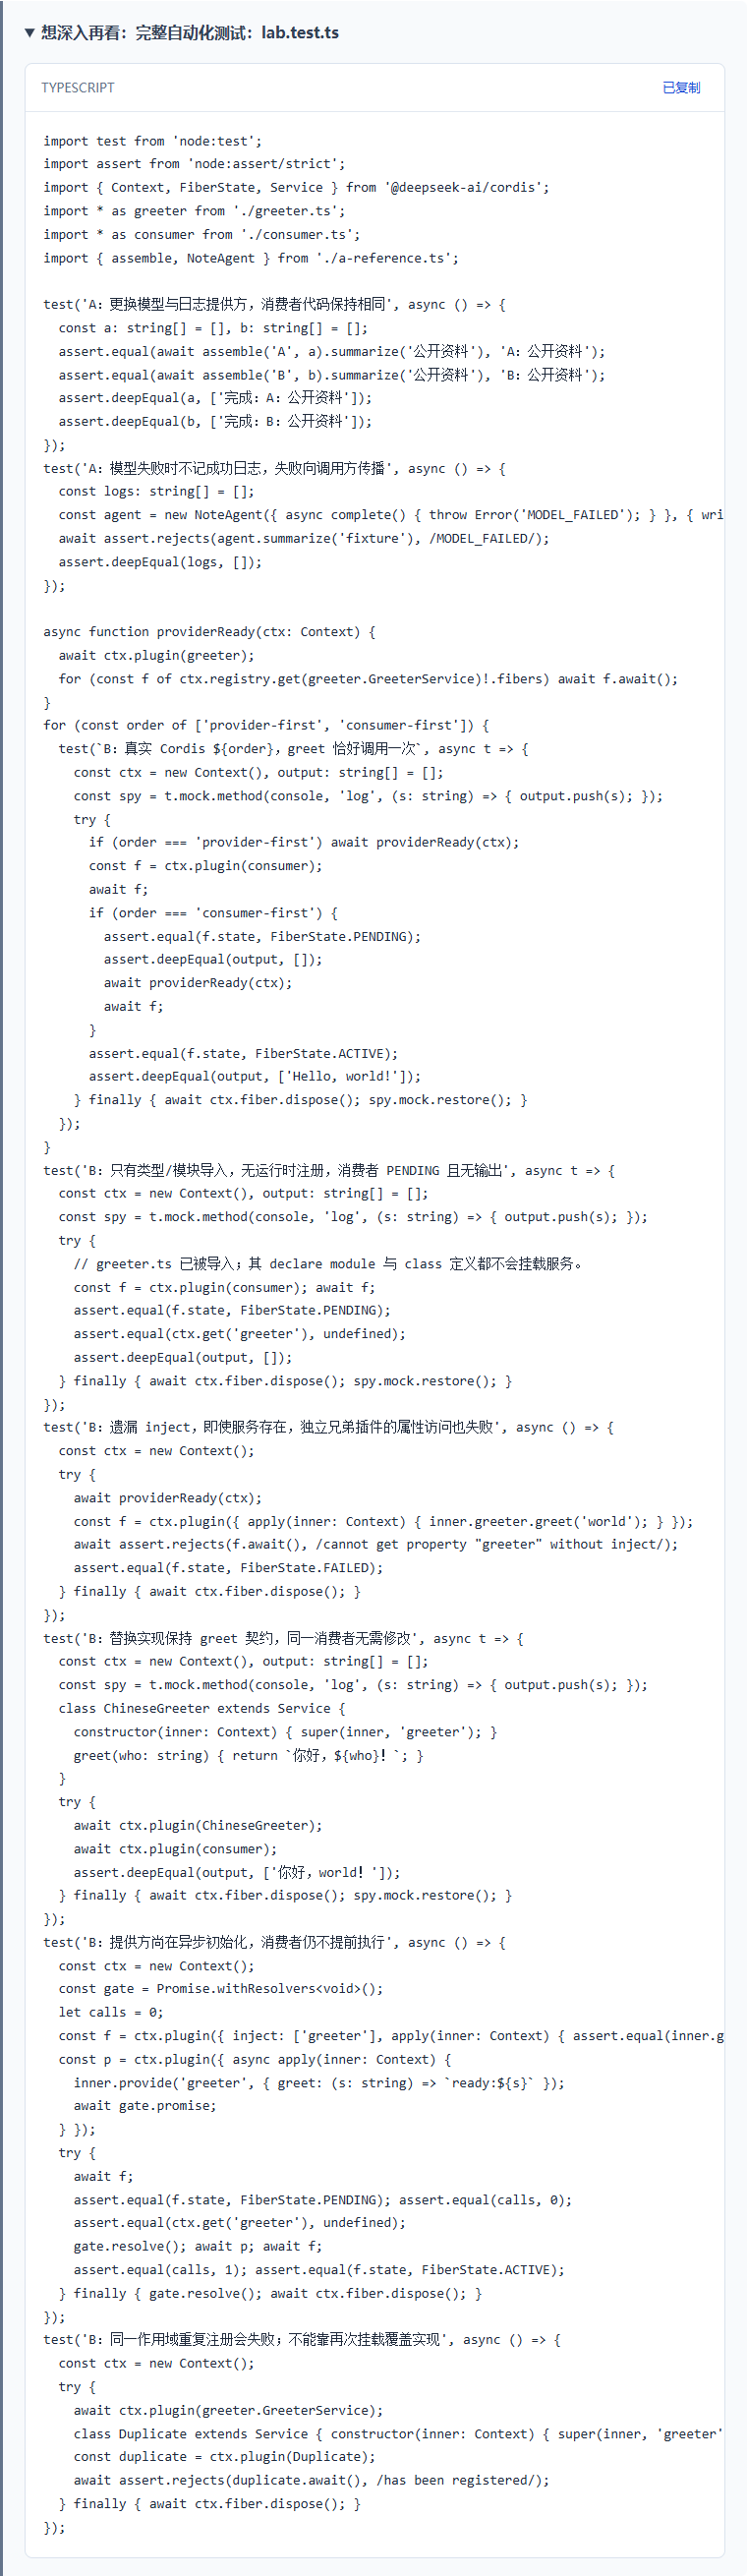 ▼ 想深入再看：完整自动化测试：lab.test.ts
TYPESCRIPT
已复制
import test from 'node:test';
import assert from 'node:assert/strict';
import { Context, FiberState, Service } from '@deepseek-ai/cordis';
import * as greeter from './greeter.ts';
import * as consumer from './consumer.ts';
import { assemble, NoteAgent } from './a-reference.ts';

test('A：更换模型与日志提供方，消费者代码保持相同', async () => {
  const a: string[] = [], b: string[] = [];
  assert.equal(await assemble('A', a).summarize('公开资料'), 'A：公开资料');
  assert.equal(await assemble('B', b).summarize('公开资料'), 'B：公开资料');
  assert.deepEqual(a, ['完成：A：公开资料']);
  assert.deepEqual(b, ['完成：B：公开资料']);
});
test('A：模型失败时不记成功日志，失败向调用方传播', async () => {
  const logs: string[] = [];
  const agent = new NoteAgent({ async complete() { throw Error('MODEL_FAILED'); } }, { wri
  await assert.rejects(agent.summarize('fixture'), /MODEL_FAILED/);
  assert.deepEqual(logs, []);
});

async function providerReady(ctx: Context) {
  await ctx.plugin(greeter);
  for (const f of ctx.registry.get(greeter.GreeterService)!.fibers) await f.await();
}
for (const order of ['provider-first', 'consumer-first']) {
  test(`B：真实 Cordis ${order}，greet 恰好调用一次`, async t => {
    const ctx = new Context(), output: string[] = [];
    const spy = t.mock.method(console, 'log', (s: string) => { output.push(s); });
    try {
      if (order === 'provider-first') await providerReady(ctx);
      const f = ctx.plugin(consumer);
      await f;
      if (order === 'consumer-first') {
        assert.equal(f.state, FiberState.PENDING);
        assert.deepEqual(output, []);
        await providerReady(ctx);
        await f;
      }
      assert.equal(f.state, FiberState.ACTIVE);
      assert.deepEqual(output, ['Hello, world!']);
    } finally { await ctx.fiber.dispose(); spy.mock.restore(); }
  });
}
test('B：只有类型/模块导入，无运行时注册，消费者 PENDING 且无输出', async t => {
  const ctx = new Context(), output: string[] = [];
  const spy = t.mock.method(console, 'log', (s: string) => { output.push(s); });
  try {
    // greeter.ts 已被导入；其 declare module 与 class 定义都不会挂载服务。
    const f = ctx.plugin(consumer); await f;
    assert.equal(f.state, FiberState.PENDING);
    assert.equal(ctx.get('greeter'), undefined);
    assert.deepEqual(output, []);
  } finally { await ctx.fiber.dispose(); spy.mock.restore(); }
});
test('B：遗漏 inject，即使服务存在，独立兄弟插件的属性访问也失败', async () => {
  const ctx = new Context();
  try {
    await providerReady(ctx);
    const f = ctx.plugin({ apply(inner: Context) { inner.greeter.greet('world'); } });
    await assert.rejects(f.await(), /cannot get property "greeter" without inject/);
    assert.equal(f.state, FiberState.FAILED);
  } finally { await ctx.fiber.dispose(); }
});
test('B：替换实现保持 greet 契约，同一消费者无需修改', async t => {
  const ctx = new Context(), output: string[] = [];
  const spy = t.mock.method(console, 'log', (s: string) => { output.push(s); });
  class ChineseGreeter extends Service {
    constructor(inner: Context) { super(inner, 'greeter'); }
    greet(who: string) { return `你好，${who}！`; }
  }
  try {
    await ctx.plugin(ChineseGreeter);
    await ctx.plugin(consumer);
    assert.deepEqual(output, ['你好，world！']);
  } finally { await ctx.fiber.dispose(); spy.mock.restore(); }
});
test('B：提供方尚在异步初始化，消费者仍不提前执行', async () => {
  const ctx = new Context();
  const gate = Promise.withResolvers<void>();
  let calls = 0;
  const f = ctx.plugin({ inject: ['greeter'], apply(inner: Context) { assert.equal(inner.g
  const p = ctx.plugin({ async apply(inner: Context) {
    inner.provide('greeter', { greet: (s: string) => `ready:${s}` });
    await gate.promise;
  } });
  try {
    await f;
    assert.equal(f.state, FiberState.PENDING); assert.equal(calls, 0);
    assert.equal(ctx.get('greeter'), undefined);
    gate.resolve(); await p; await f;
    assert.equal(calls, 1); assert.equal(f.state, FiberState.ACTIVE);
  } finally { gate.resolve(); await ctx.fiber.dispose(); }
});
test('B：同一作用域重复注册会失败；不能靠再次挂载覆盖实现', async () => {
  const ctx = new Context();
  try {
    await ctx.plugin(greeter.GreeterService);
    class Duplicate extends Service { constructor(inner: Context) { super(inner, 'greeter'
    const duplicate = ctx.plugin(Duplicate);
    await assert.rejects(duplicate.await(), /has been registered/);
  } finally { await ctx.fiber.dispose(); }
});